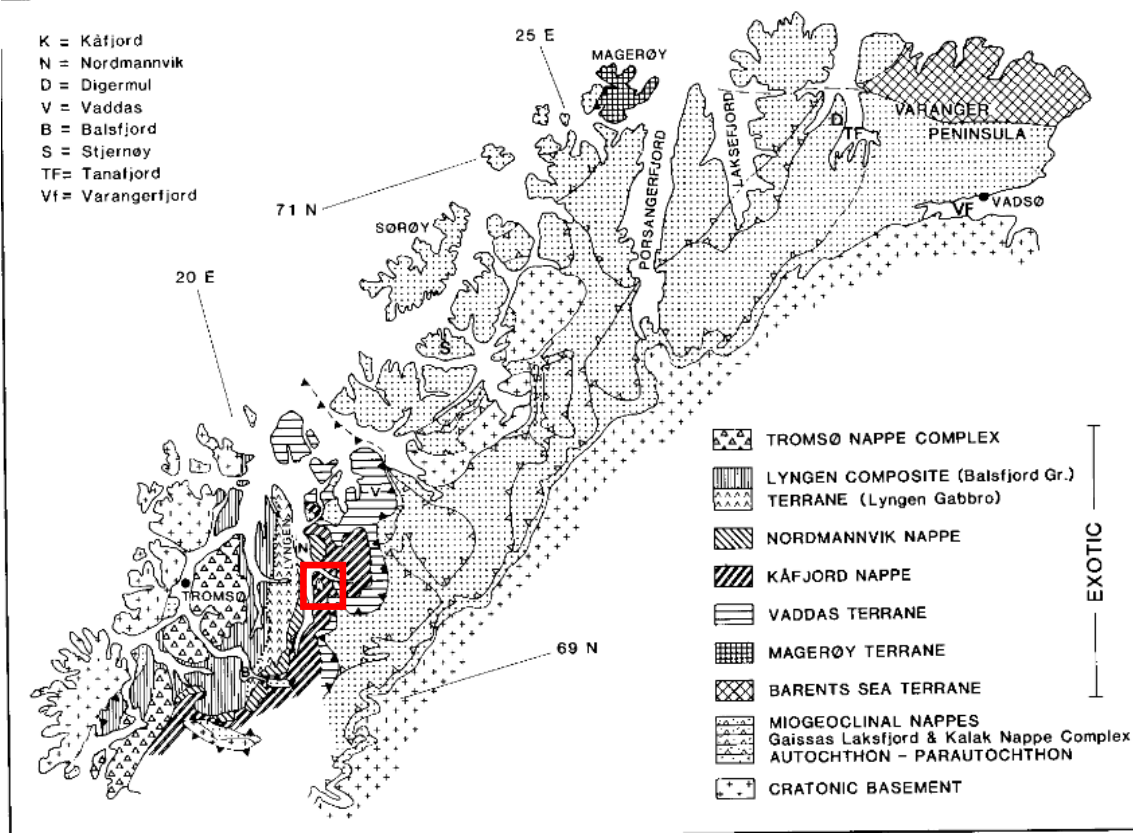 K = Kåfjord
N = Nordmannvik
D = Digermul
V = Vaddas
B = Balsfjord
S = Stjernøy
TF= Tanafjord
Vf= Varangerfjord
25 E
MAGERØY
71 N
SØRØY
20 E
PORSANGERFJORD
LAKSEFJORD
D
TF
VARANGER
PENINSULA
VADSØ
VF
S
V
LYNGEN
N
TROMSØ
B
69 N
TROMSØ NAPPE COMPLEX
LYNGEN COMPOSITE (Balsfjord Gr.)
TERRANE (Lyngen Gabbro)
NORDMANNVIK NAPPE
KÅFJORD NAPPE
VADDAS TERRANE
MAGERØY TERRANE
BARENTS SEA TERRANE
EXOTIC
MIOGEOCLINAL NAPPES
Gaissas Laksfjord & Kalak Nappe Complex
AUTOCHTHON - PARAUTOCHTHON
CRATONIC BASEMENT